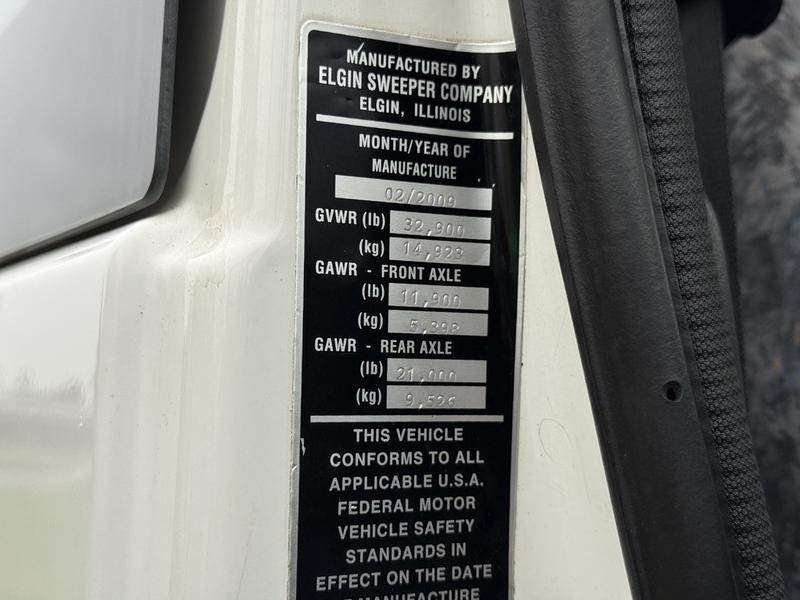 MANUFACTURED BY
ELGIN SWEEPER COMPANY
ELGIN, ILLINOIS
MONTH/YEAR OF
MANUFACTURE
02/2009
GVWR (lb) 32,900
(kg) 14,923
GAWR - FRONT AXLE
(lb) 11,900
(kg) 5,398
GAWR - REAR AXLE
(lb) 21,000
(kg) 9,526
THIS VEHICLE
CONFORMS TO ALL
APPLICABLE U.S.A.
FEDERAL MOTOR
VEHICLE SAFETY
STANDARDS IN
EFFECT ON THE DATE
MANUFACTURE